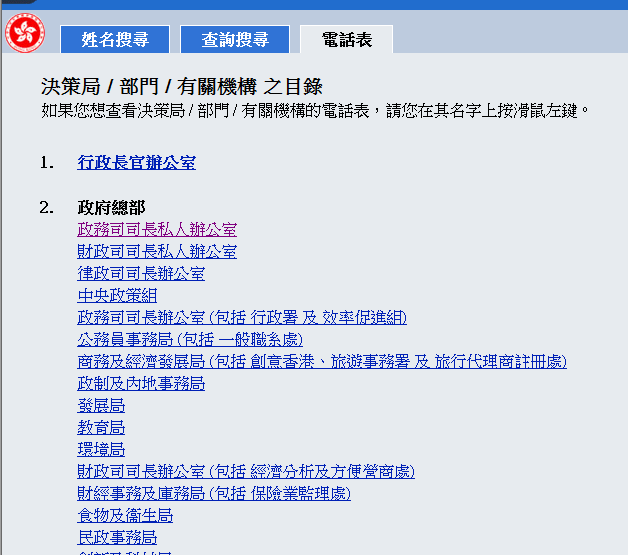 姓名搜尋 查詢搜尋 電話表
決策局 / 部門 / 有關機構 之目錄
如果您想查看決策局 / 部門 / 有關機構的電話表，請您在其名字上按滑鼠左鍵。
1. 行政長官辦公室
2. 政府總部
政務司司長私人辦公室
財政司司長私人辦公室
律政司司長辦公室
中央政策組
政務司司長辦公室 (包括 行政署 及 效率促進組)
公務員事務局 (包括 一般職系處)
商務及經濟發展局 (包括 創意香港、旅遊事務署 及 旅行代理商註冊處)
政制及內地事務局
發展局
教育局
環境局
財政司司長辦公室 (包括 經濟分析及方便營商處)
財經事務及庫務局 (包括 保險業監理處)
食物及衞生局
民政事務局